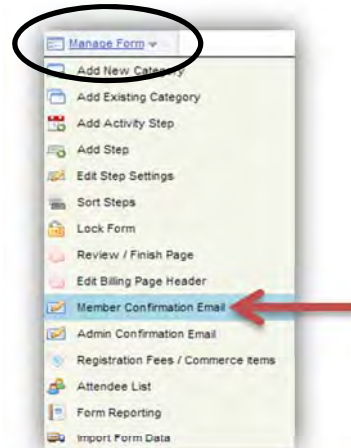 Manage Form
Add New Category
Add Existing Category
Add Activity Step
Add Step
Edit Step Settings
Sort Steps
Lock Form
Review / Finish Page
Edit Billing Page Header
Member Confirmation Email
Admin Confirmation Email
Registration Fees / Commerce Items
Attendee List
Form Reporting
Import Form Data